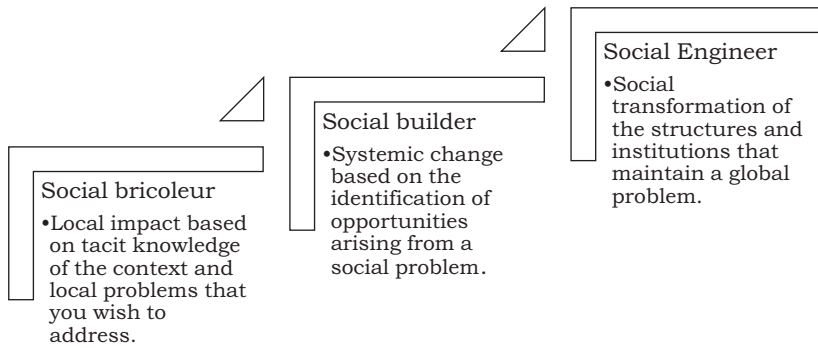 Social bricoleur
•Local impact based
on tacit knowledge
of the context and
local problems that
you wish to
address.
Social builder
•Systemic change
based on the
identification of
opportunities
arising from a
social problem.
Social Engineer
•Social
transformation of
the structures and
institutions that
maintain a global
problem.